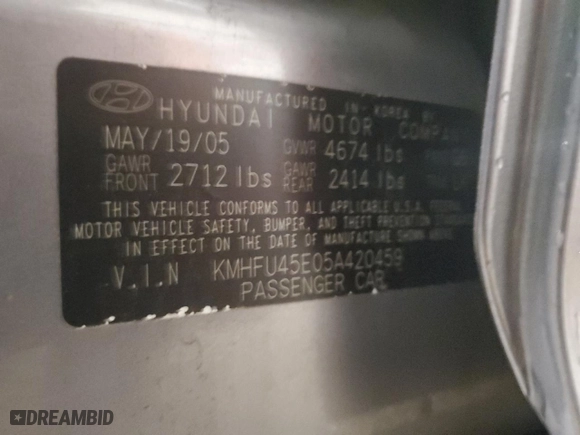 MANUFACTURED IN KOREA BY
HYUNDAI MOTOR COMPA
MAY/19/05 GVWR 4674 lbs
GAWR FRONT 2712 lbs GAWR REAR 2414 lbs
THIS VEHICLE CONFORMS TO ALL APPLICABLE U.S.A. FEDERAL
MOTOR VEHICLE SAFETY, BUMPER, AND THEFT PREVENTION
IN EFFECT ON THE DATE OF MANUFACTURE SHOWN
V.I.N KMHFU45E05A420459
PASSENGER CAR
DREAMBID